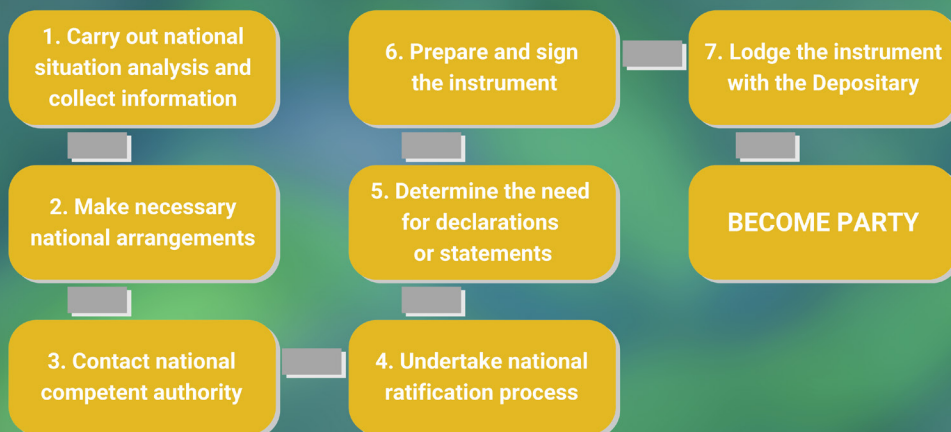 1. Carry out national
situation analysis and
collect information
2. Make necessary
national arrangements
3. Contact national
competent authority
4. Undertake national
ratification process
5. Determine the need
for declarations
or statements
6. Prepare and sign
the instrument
7. Lodge the instrument
with the Depositary
BECOME PARTY